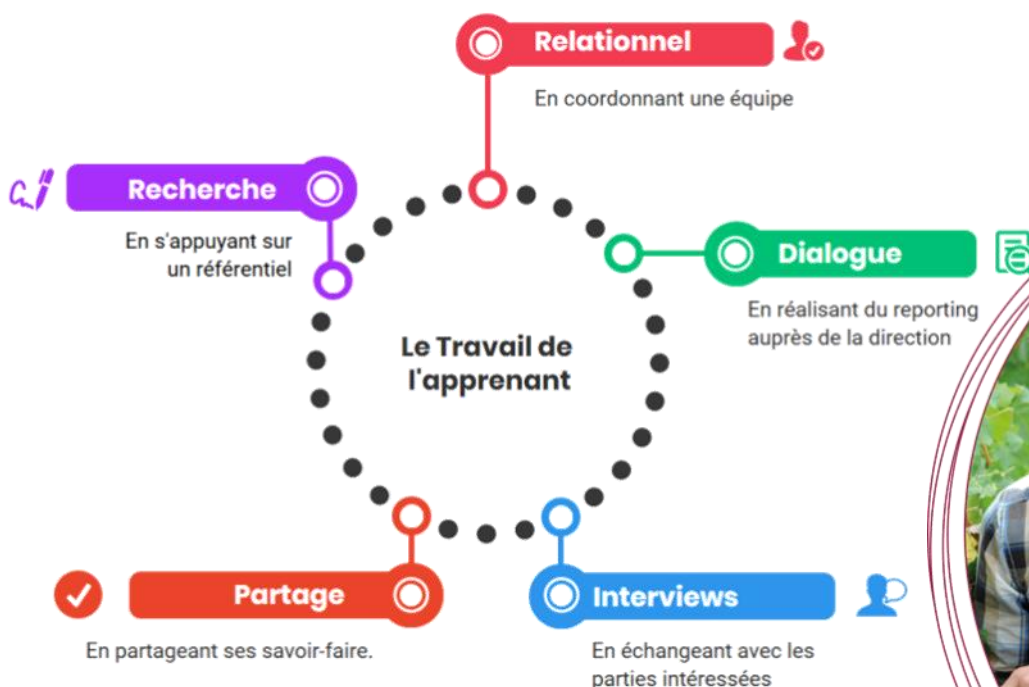 Relationnel
En coordonnant une équipe
Recherche
En s'appuyant sur
un référentiel
Dialogue
En réalisant du reporting
auprès de la direction
Le Travail de
l'apprenant
Partage
En partageant ses savoir-faire.
Interviews
En échangeant avec les
parties intéressées